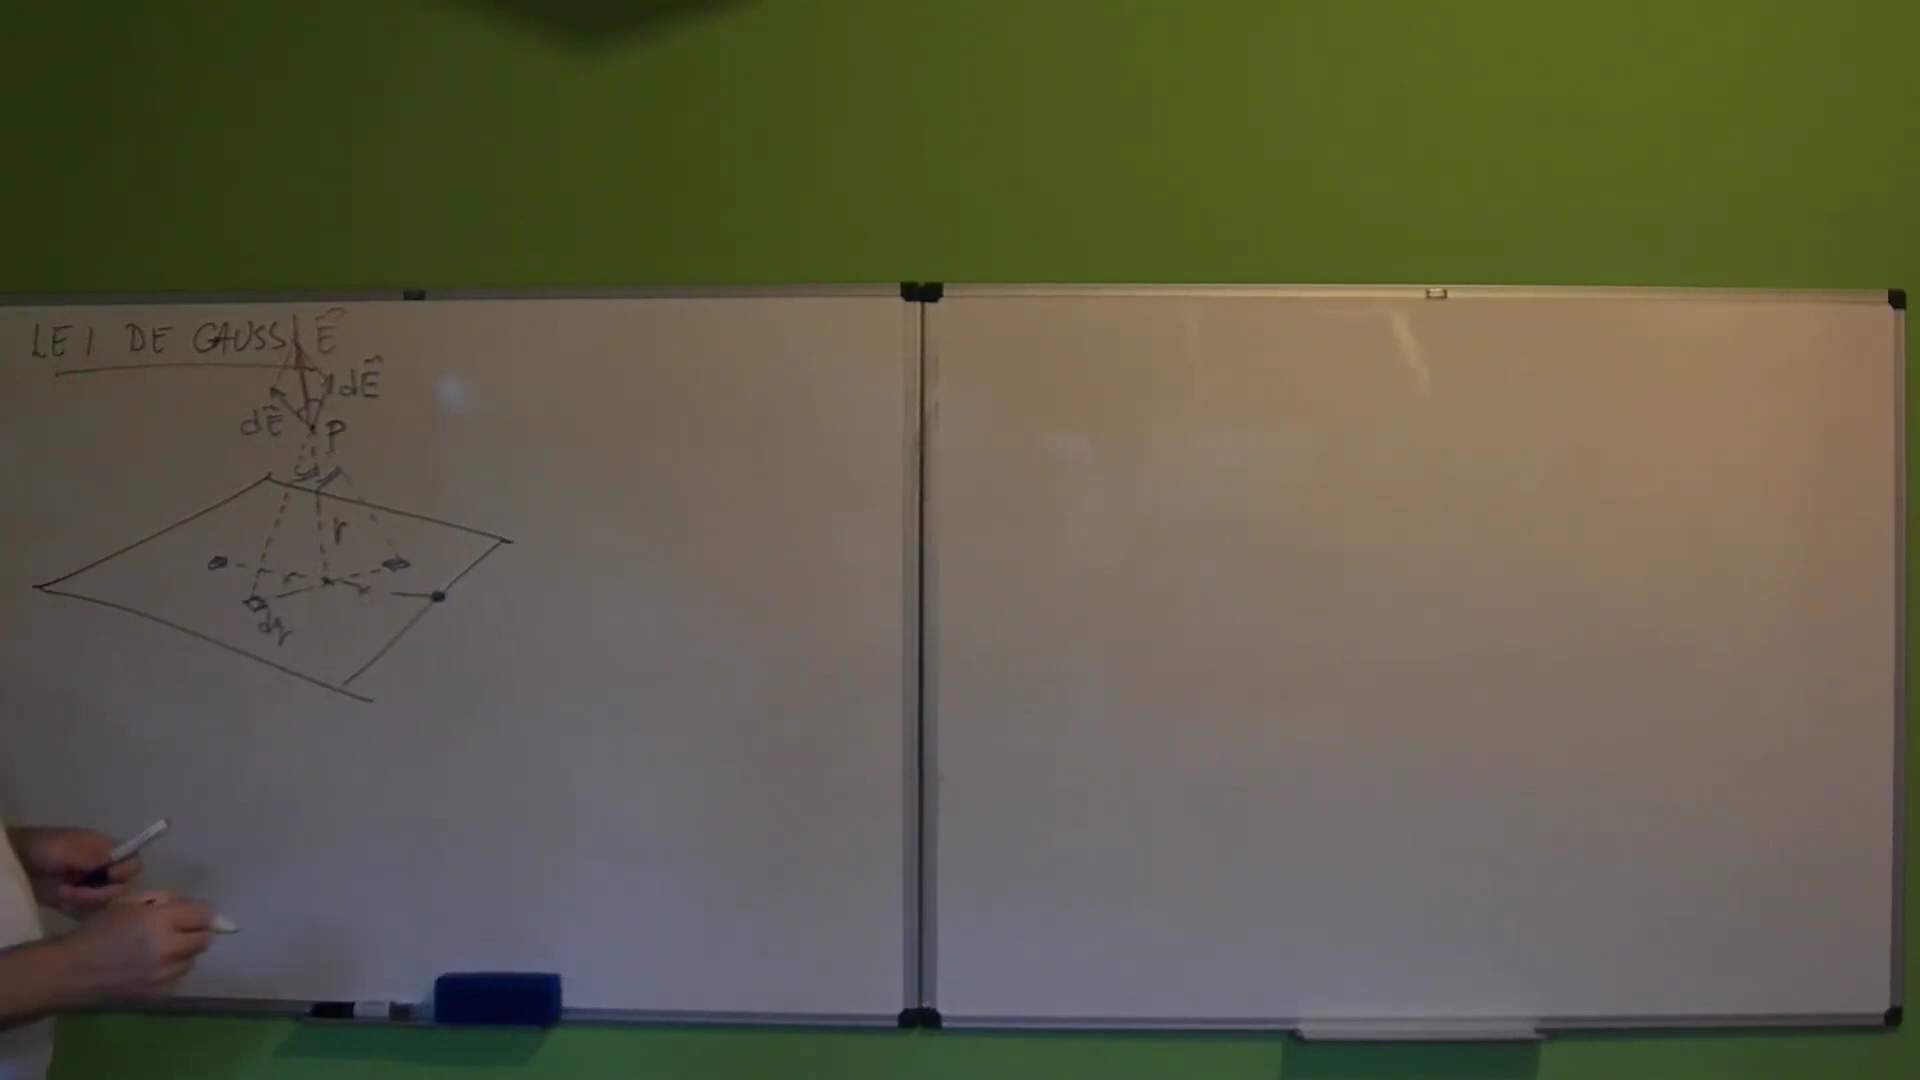 LEI DE GAUSS
E⃗
dE⃗
dE⃗
P
r
dq